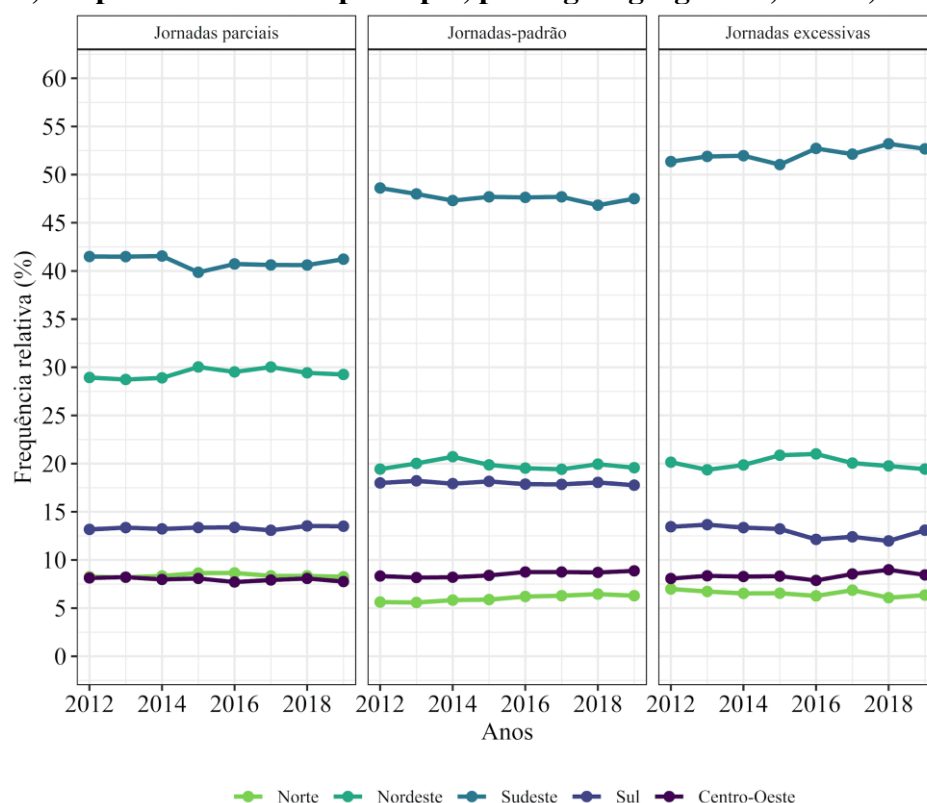 Jornadas parciais Jornadas-padrão Jornadas excessivas
Frequência relativa (%)
60
55
50
45
40
35
30
25
20
15
10
5
0
2012 2014 2016 2018 2012 2014 2016 2018 2012 2014 2016 2018
Anos
Norte Nordeste Sudeste Sul Centro-Oeste